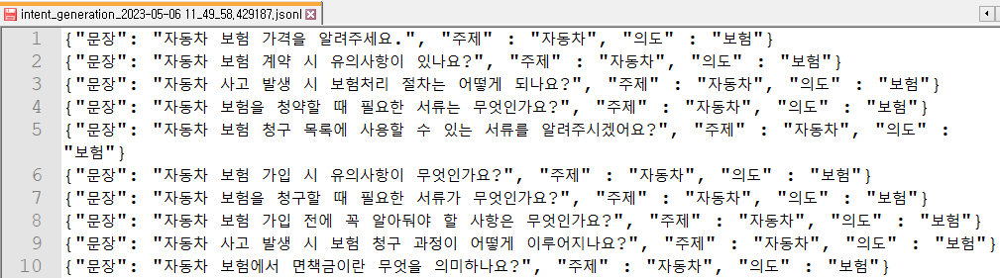 intent_generation_2023-05-06 11_49_58,429187.jsonl
1 {"문장": "자동차 보험 가격을 알려주세요.", "주제" : "자동차", "의도" : "보험"}
2 {"문장": "자동차 보험 계약 시 유의사항이 있나요?", "주제" : "자동차", "의도" : "보험"}
3 {"문장": "자동차 사고 발생 시 보험처리 절차는 어떻게 되나요?", "주제" : "자동차", "의도" : "보험"}
4 {"문장": "자동차 보험을 청약할 때 필요한 서류는 무엇인가요?", "주제" : "자동차", "의도" : "보험"}
5 {"문장": "자동차 보험 청구 목록에 사용할 수 있는 서류를 알려주시겠어요?", "주제" : "자동차", "의도" :
"보험"}
6 {"문장": "자동차 보험 가입 시 유의사항이 무엇인가요?", "주제" : "자동차", "의도" : "보험"}
7 {"문장": "자동차 보험을 청구할 때 필요한 서류가 무엇인가요?", "주제" : "자동차", "의도" : "보험"}
8 {"문장": "자동차 보험 가입 전에 꼭 알아둬야 할 사항은 무엇인가요?", "주제" : "자동차", "의도" : "보험"}
9 {"문장": "자동차 사고 발생 시 보험 청구 과정이 어떻게 이루어지나요?", "주제" : "자동차", "의도" : "보험"}
10 {"문장": "자동차 보험에서 면책금이란 무엇을 의미하나요?", "주제" : "자동차", "의도" : "보험"}